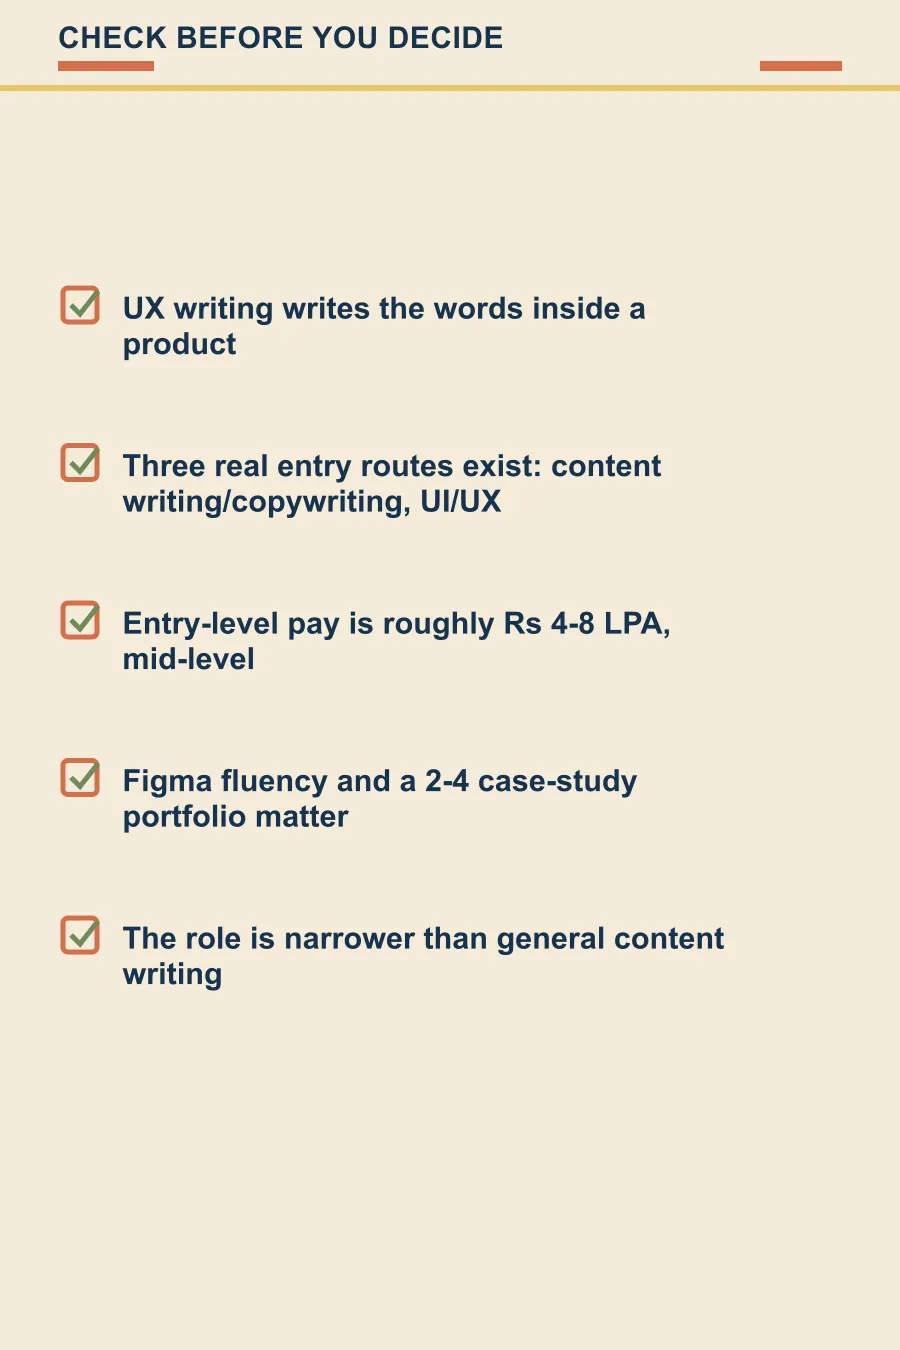 CHECK BEFORE YOU DECIDE
UX writing writes the words inside a
product
Three real entry routes exist: content
writing/copywriting, UI/UX
Entry-level pay is roughly Rs 4-8 LPA,
mid-level
Figma fluency and a 2-4 case-study
portfolio matter
The role is narrower than general content
writing